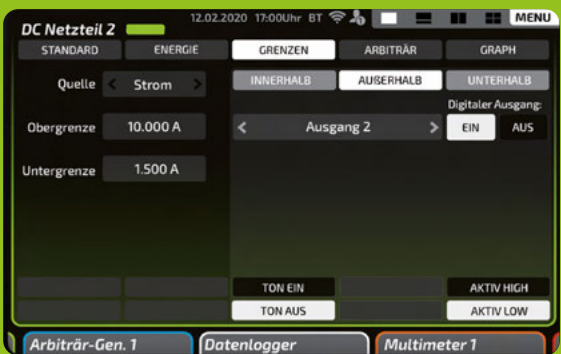 DC Netzteil 2 12.02.2020 17:00Uhr BT MENU
STANDARD ENERGIE GRENZEN ARBITRÄR GRAPH
Quelle < Strom > INNERHALB AUßERHALB UNTERHALB
Digitaler Ausgang:
Obergrenze 10.000 A < Ausgang 2 > EIN AUS
Untergrenze 1.500 A
TON EIN AKTIV HIGH
TON AUS AKTIV LOW
Arbiträr-Gen. 1 Datenlogger Multimeter 1